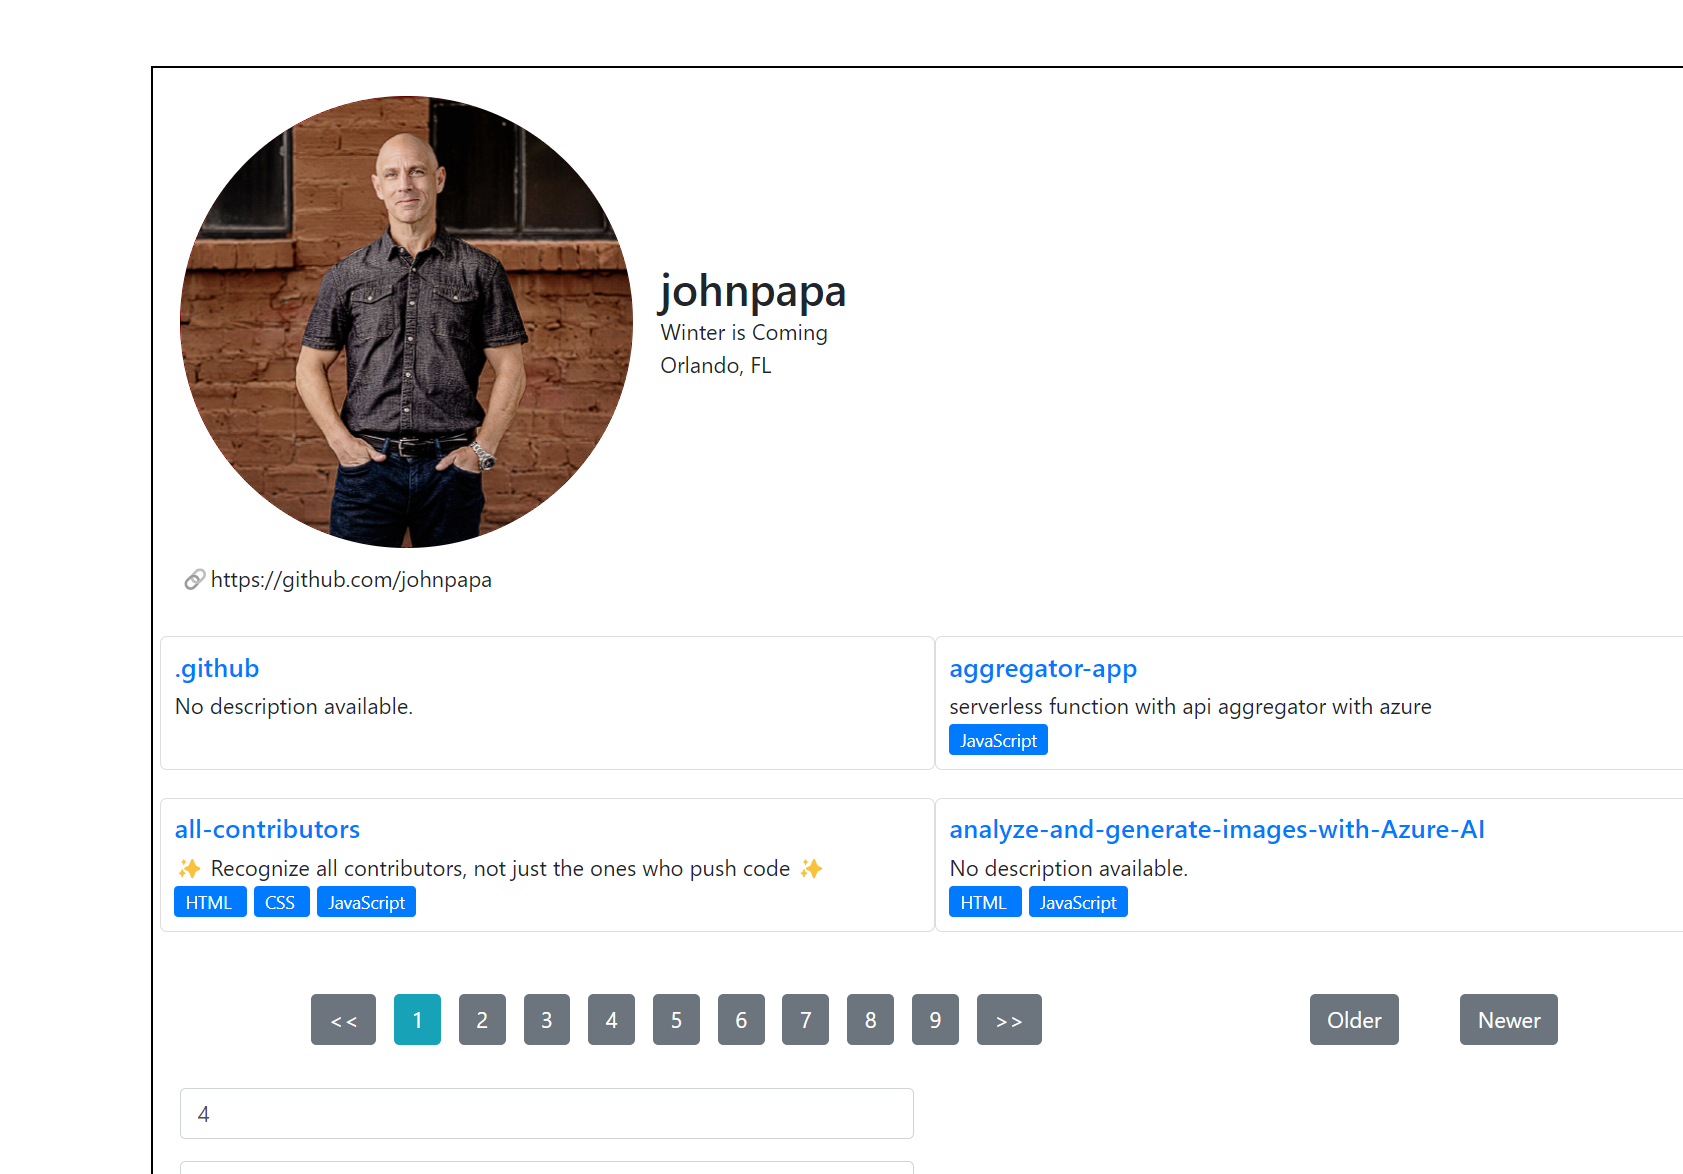 johnpapa
Winter is Coming
Orlando, FL
https://github.com/johnpapa
.github
No description available.
aggregator-app
serverless function with api aggregator with azure
JavaScript
all-contributors
✨ Recognize all contributors, not just the ones who push code ✨
HTML CSS JavaScript
analyze-and-generate-images-with-Azure-AI
No description available.
HTML JavaScript
<< 1 2 3 4 5 6 7 8 9 >> Older Newer
4